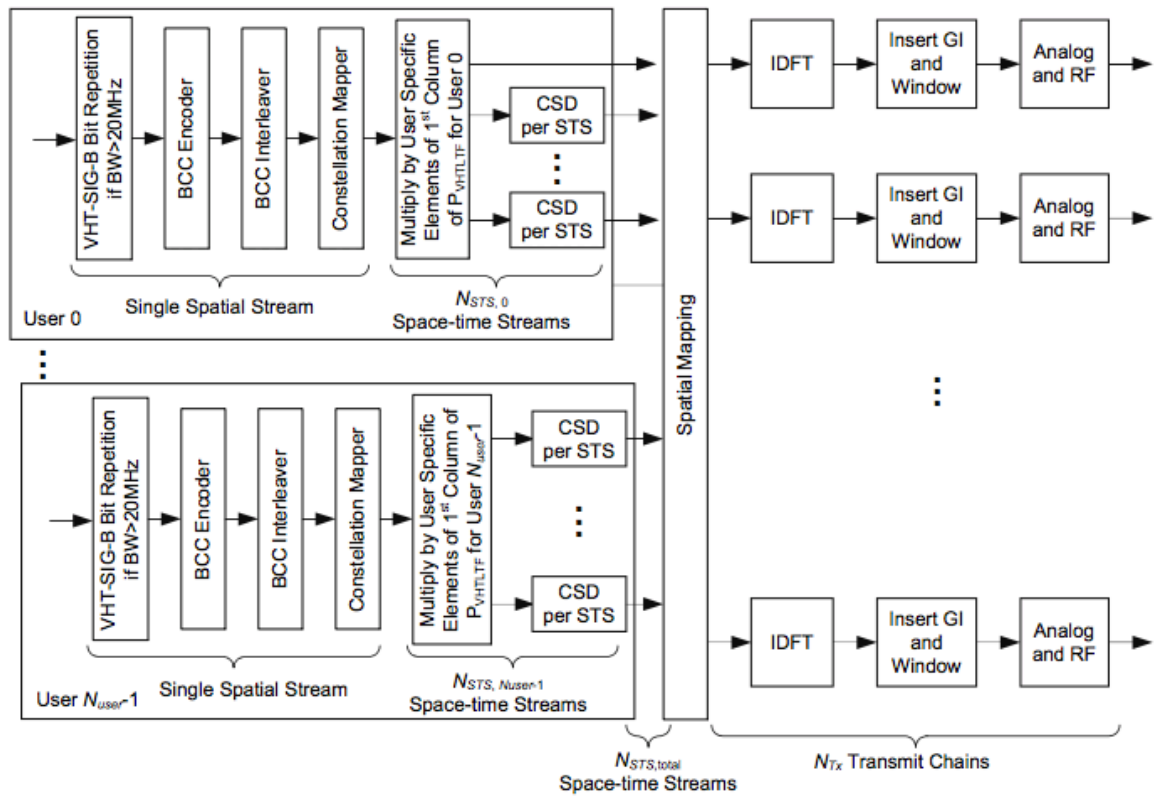 VHT-SIG-B Bit Repetition
if BW>20MHz
BCC Encoder
BCC Interleaver
Constellation Mapper
Multiply by User Specific
Elements of 1st Column
of PVHTLTF for User 0
CSD
per STS
CSD
per STS
Single Spatial Stream
NSTS, 0
Space-time Streams
User 0
VHT-SIG-B Bit Repetition
if BW>20MHz
BCC Encoder
BCC Interleaver
Constellation Mapper
Multiply by User Specific
Elements of 1st Column of
PVHTLTF for User Nuser-1
CSD
per STS
CSD
per STS
Single Spatial Stream
NSTS, Nuser-1
Space-time Streams
User Nuser-1
NSTS,total
Space-time Streams
Spatial Mapping
IDFT
Insert GI
and
Window
Analog
and RF
IDFT
Insert GI
and
Window
Analog
and RF
IDFT
Insert GI
and
Window
Analog
and RF
NTx Transmit Chains